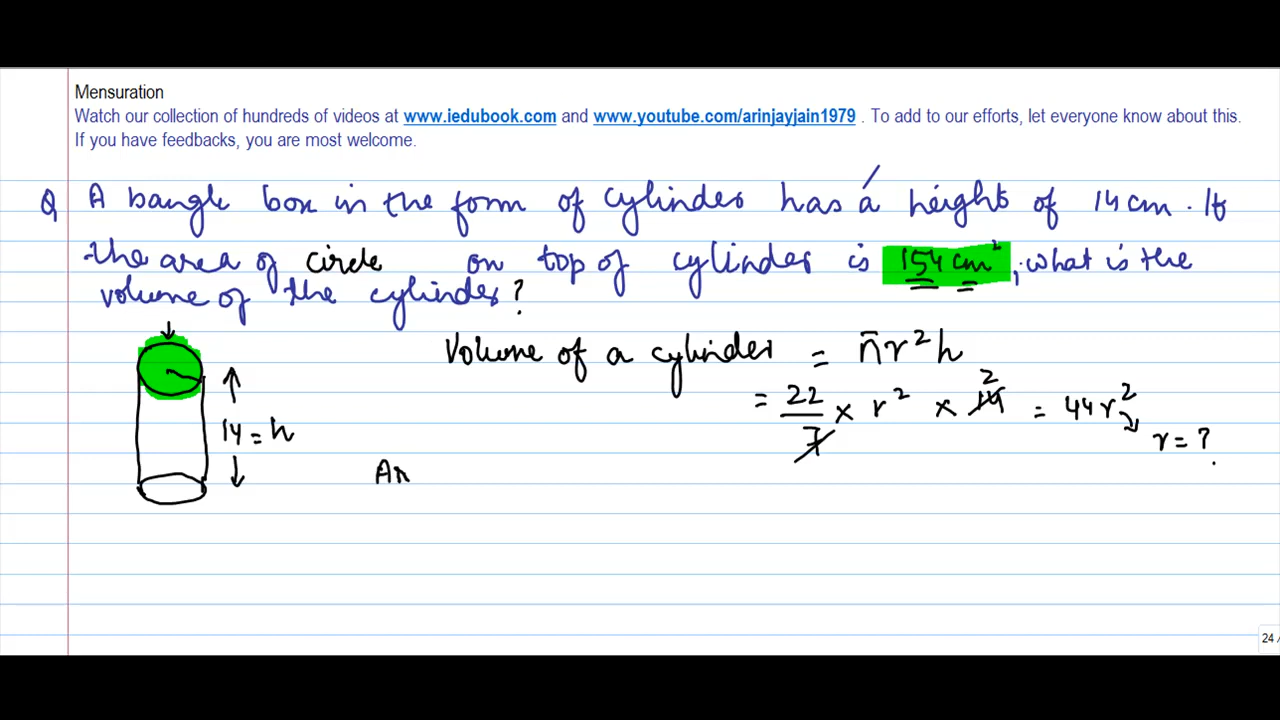 Mensuration
Watch our collection of hundreds of videos at www.iedubook.com and www.youtube.com/arinjayjain1979 . To add to our efforts, let everyone know about this.
If you have feedbacks, you are most welcome.
Q A bangle box in the form of cylinder has a height of 14 cm. If
the area of circle on top of cylinder is 154 cm², what is the
volume of the cylinder?
Volume of a cylinder = πr²h
= 22/7 × r² × 14 2 = 44r²
r = ?
14 = h
Ar
24 /